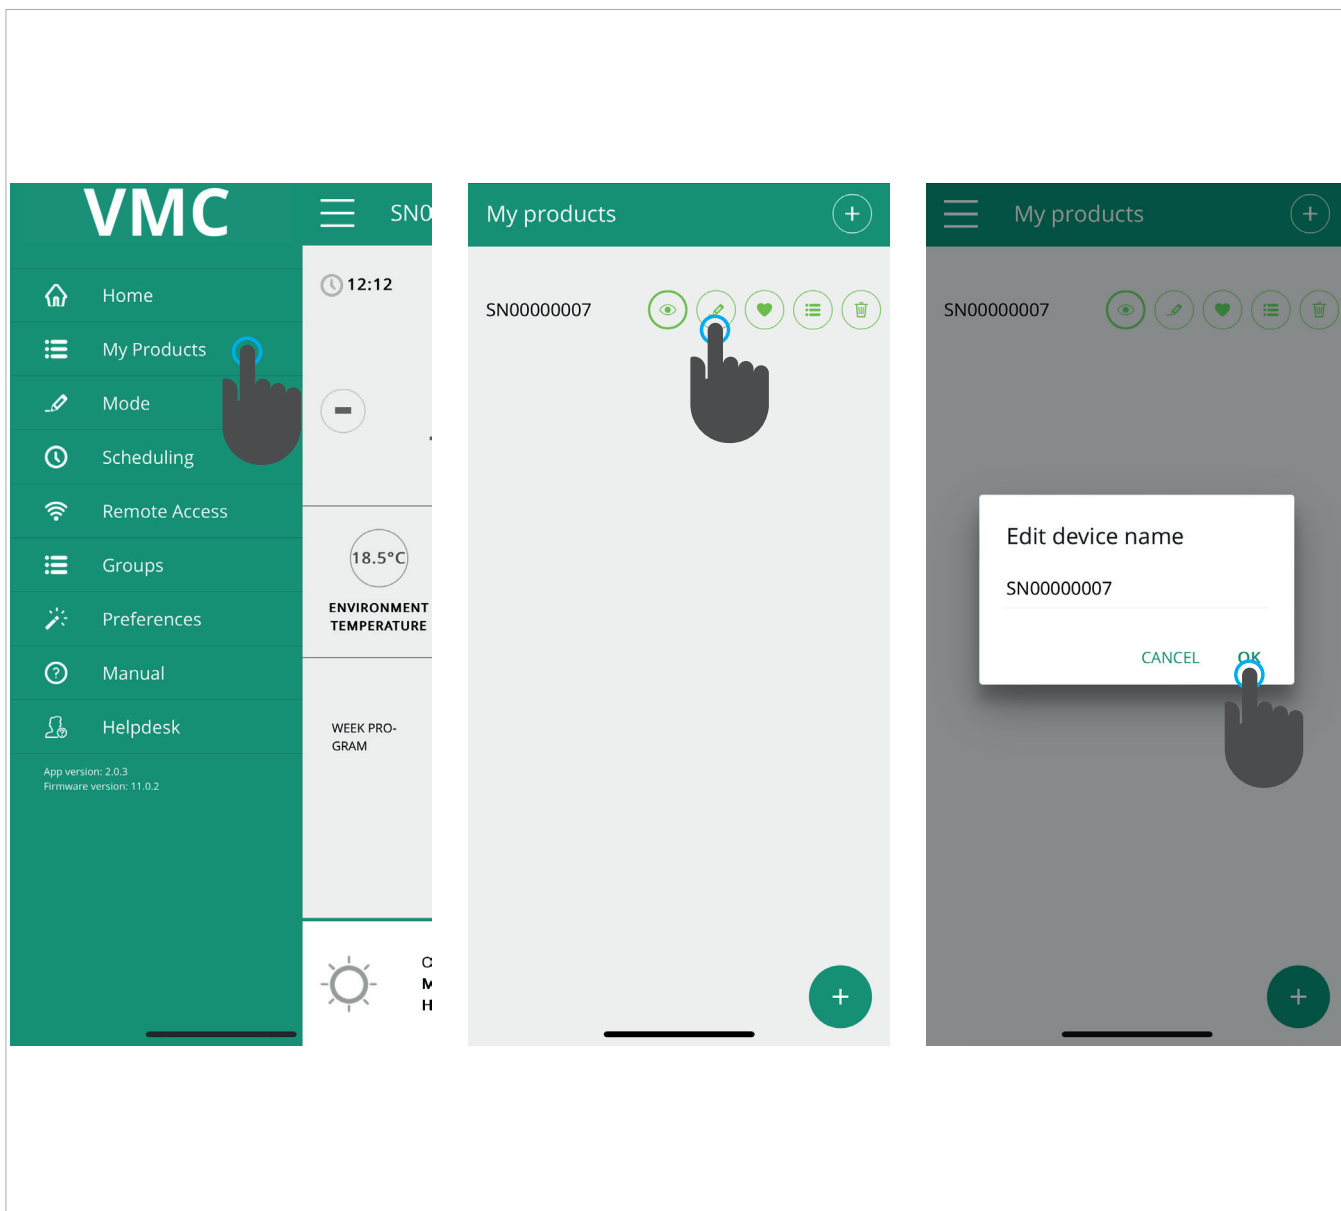 VMC
Home
My Products
Mode
Scheduling
Remote Access
Groups
Preferences
Manual
Helpdesk
App version: 2.0.3
Firmware version: 11.0.2
SN0
12:12
18.5°C
ENVIRONMENT
TEMPERATURE
WEEK PRO-
GRAM
M
H
My products
SN00000007
My products
SN00000007
Edit device name
SN00000007
CANCEL OK